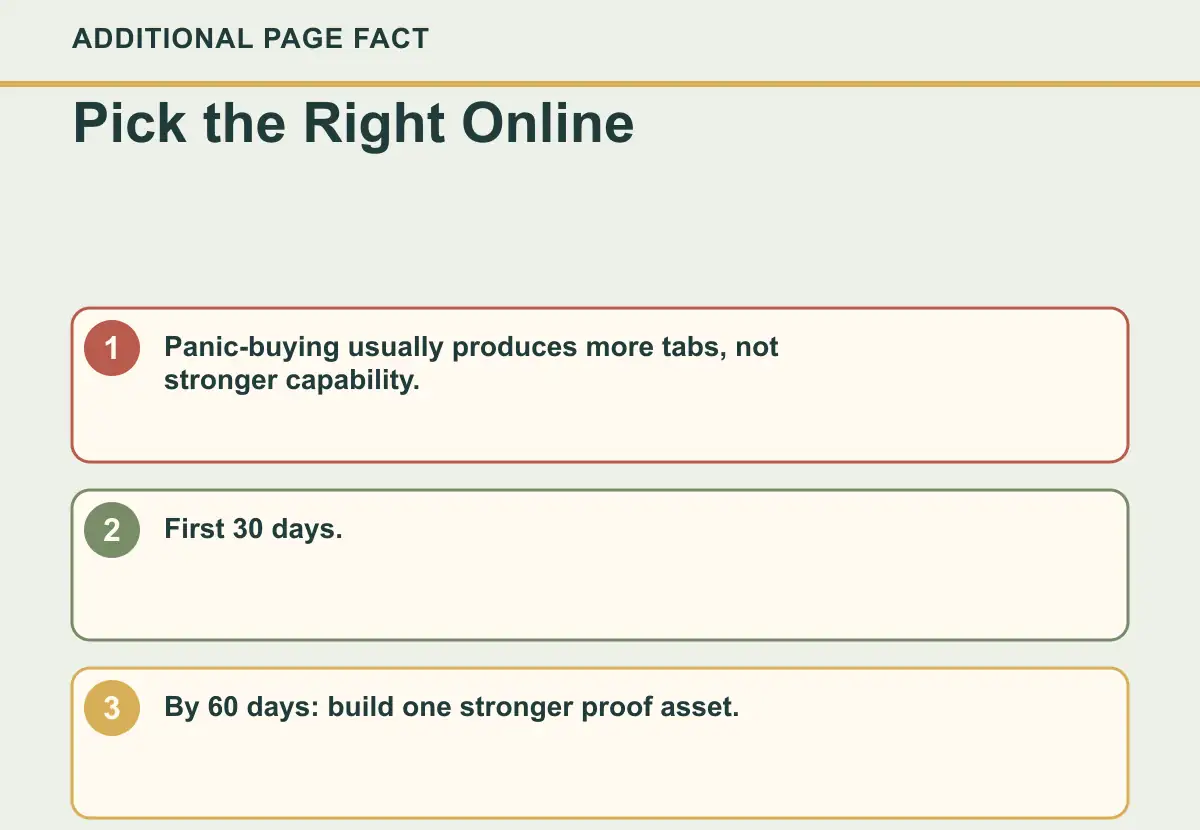 ADDITIONAL PAGE FACT
Pick the Right Online
1
Panic-buying usually produces more tabs, not
stronger capability.
2
First 30 days.
3
By 60 days: build one stronger proof asset.